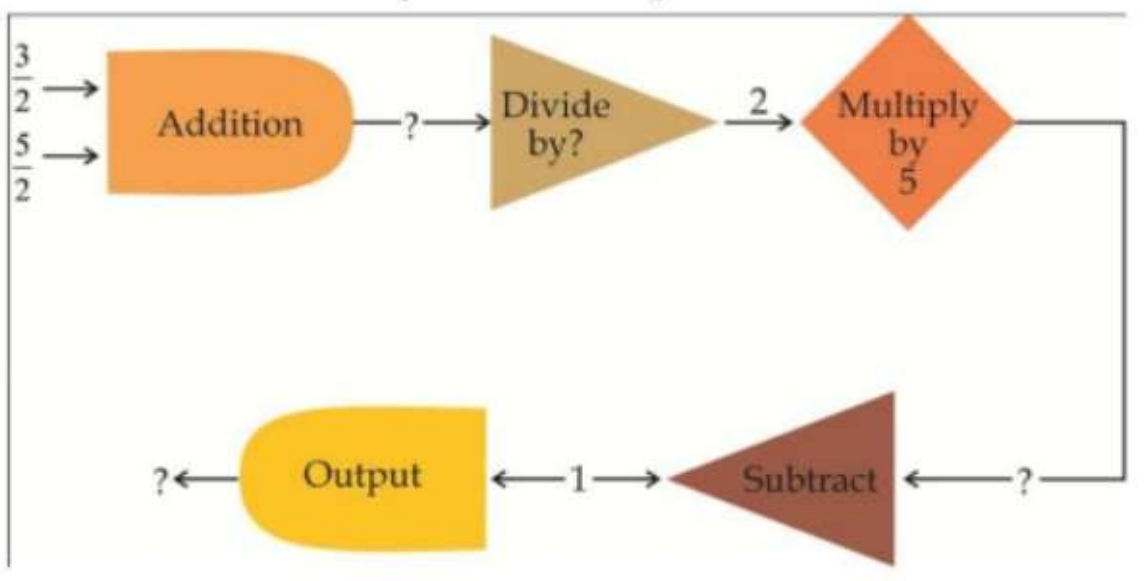 3/2
5/2
Addition
?
Divide
by?
2
Multiply
by
5
?
Subtract
1
Output
?